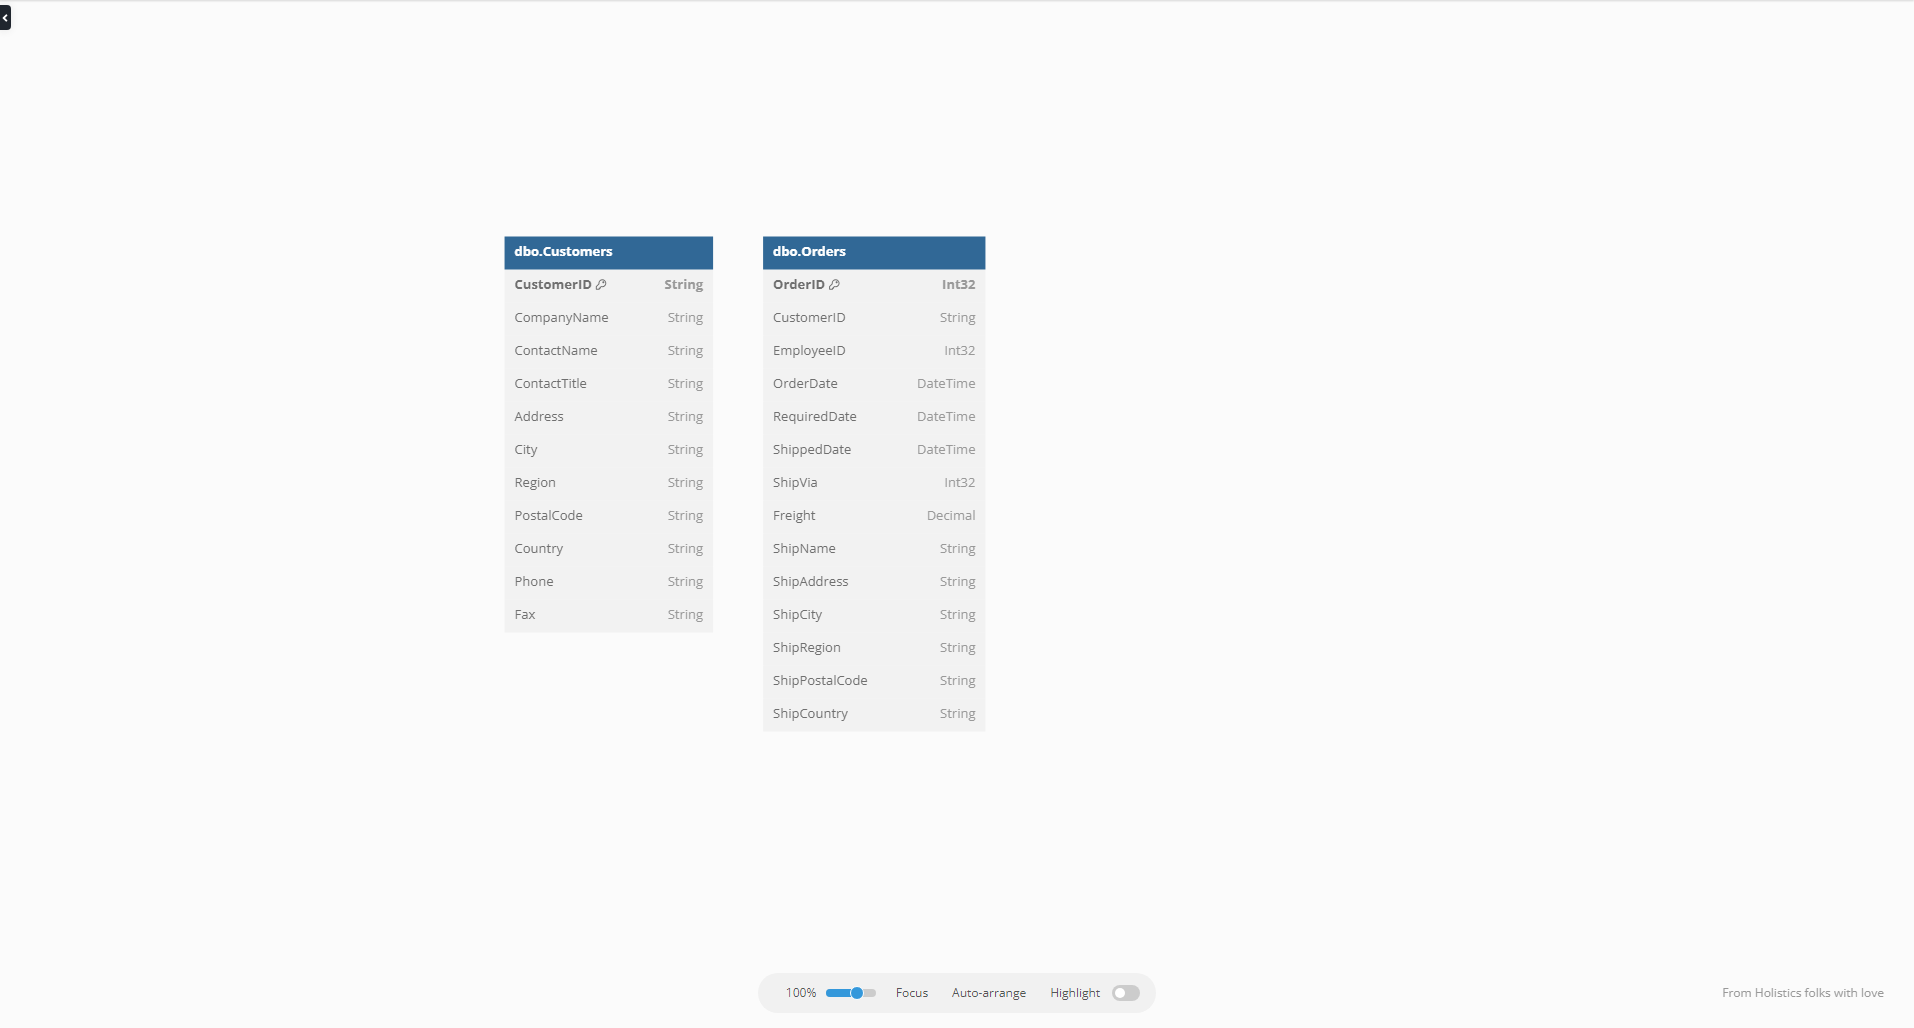 dbo.Customers
CustomerID String
CompanyName String
ContactName String
ContactTitle String
Address String
City String
Region String
PostalCode String
Country String
Phone String
Fax String
dbo.Orders
OrderID Int32
CustomerID String
EmployeeID Int32
OrderDate DateTime
RequiredDate DateTime
ShippedDate DateTime
ShipVia Int32
Freight Decimal
ShipName String
ShipAddress String
ShipCity String
ShipRegion String
ShipPostalCode String
ShipCountry String
100% Focus Auto-arrange Highlight
From Holistics folks with love